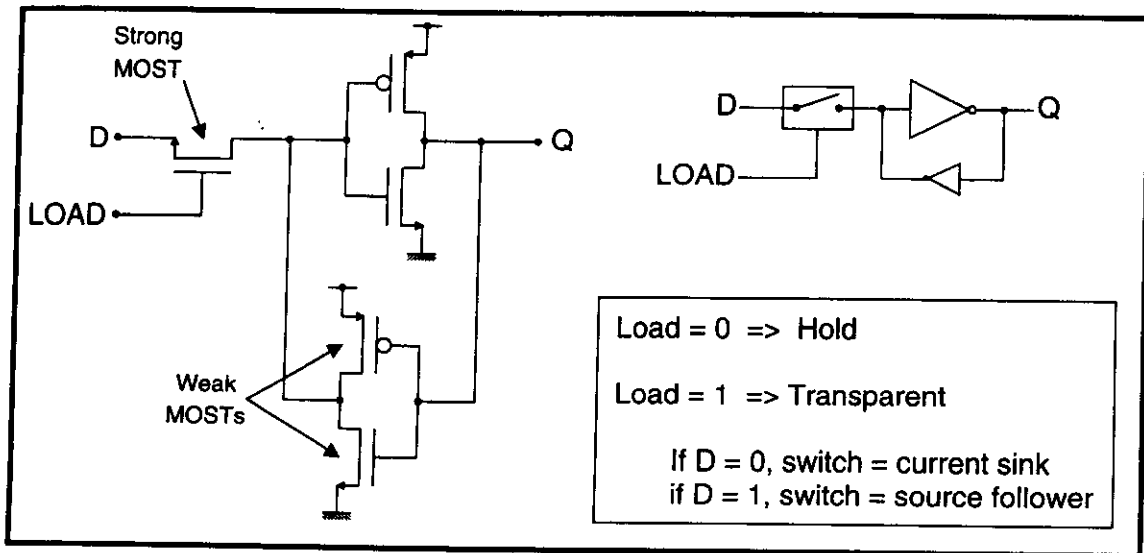 Strong
MOST
D
LOAD
Q
Weak
MOSTs
D
LOAD
Q
Load = 0 => Hold
Load = 1 => Transparent
If D = 0, switch = current sink
if D = 1, switch = source follower